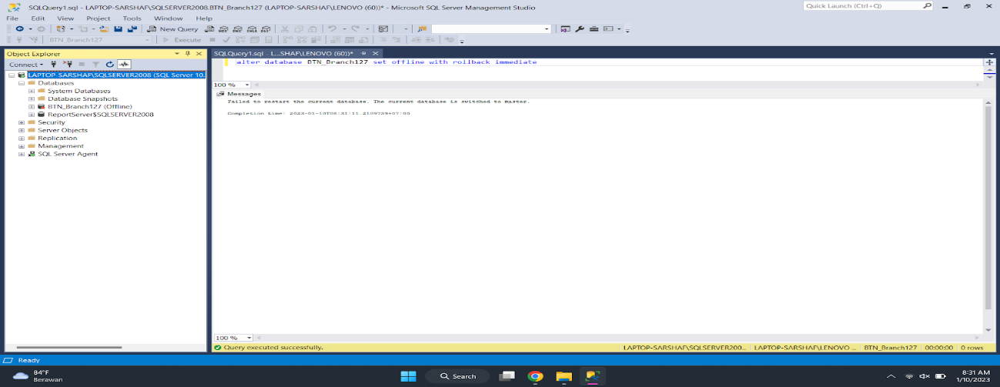 SQLQuery1.sql - LAPTOP-SARSHAF\SQLSERVER2008.BTN_Branch127 (LAPTOP-SARSHAF\LENOVO (60))* - Microsoft SQL Server Management Studio
Quick Launch (Ctrl+Q)
File Edit View Project Tools Window Help
New Query
BTN_Branch127
Execute
Object Explorer
SQLQuery1.sql - L...SHAF\LENOVO (60))*
Connect
alter database BTN_Branch127 set offline with rollback immediate
LAPTOP-SARSHAF\SQLSERVER2008 (SQL Server 10.
Databases
System Databases
Database Snapshots
BTN_Branch127 (Offline)
ReportServer$SQLSERVER2008
Security
Server Objects
Replication
Management
SQL Server Agent
100 %
Messages
Failed to restart the current database. The current database is switched to master.
Completion time: 2023-01-10T08:31:11.2109729+07:00
100 %
Query executed successfully.
LAPTOP-SARSHAF\SQLSERVER200... LAPTOP-SARSHAF\LENOVO ... BTN_Branch127 00:00:00 0 rows
Ready
84°F
Berawan
Search
8:31 AM
1/10/2023